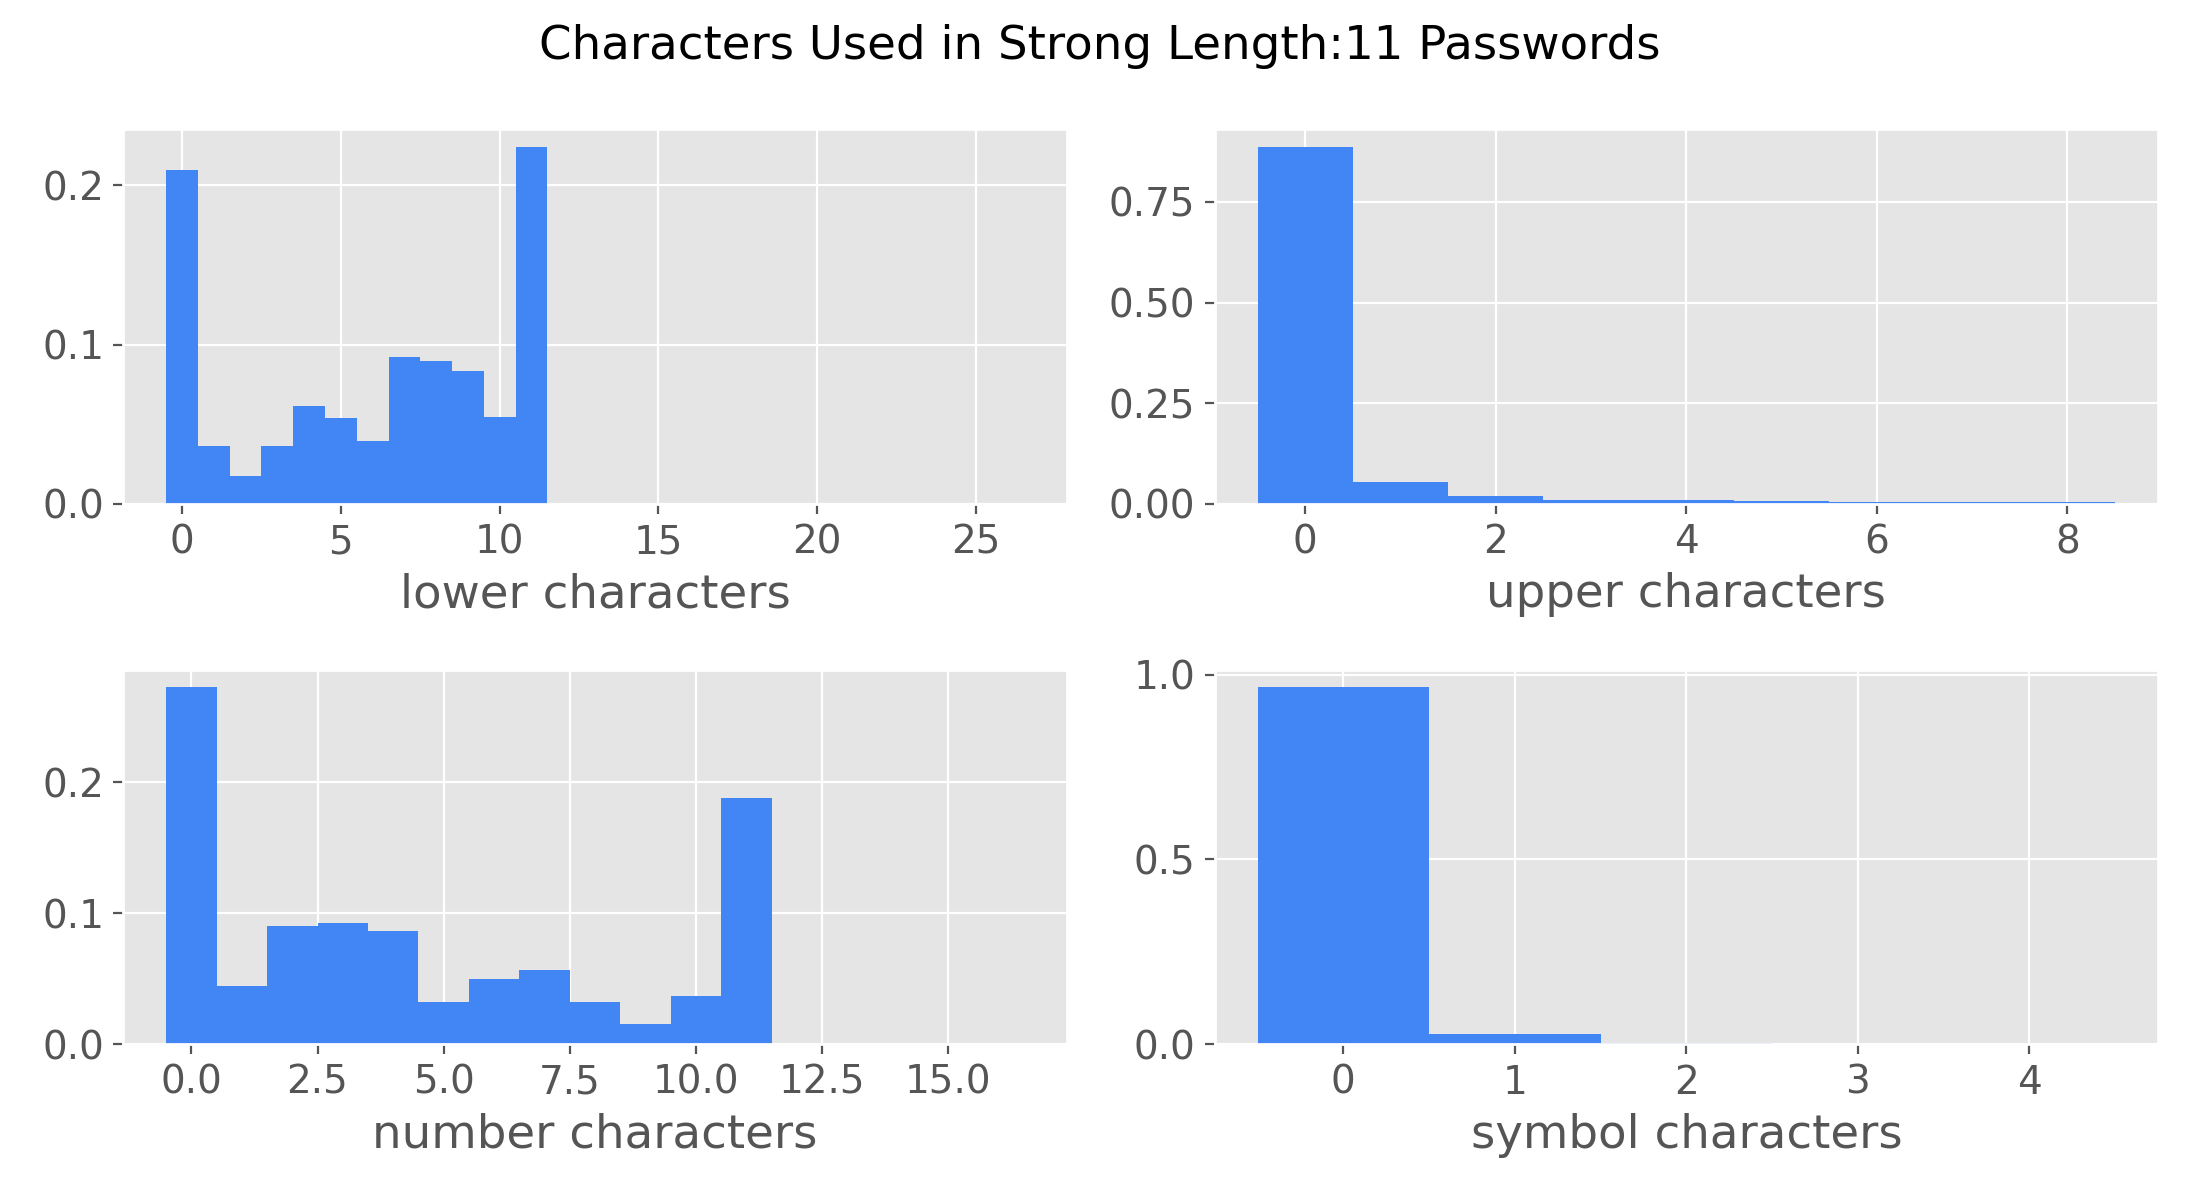 Characters Used in Strong Length:11 Passwords
0.2
0.1
0.0
0 5 10 15 20 25
lower characters
0.75
0.50
0.25
0.00
0 2 4 6 8
upper characters
0.2
0.1
0.0
0.0 2.5 5.0 7.5 10.0 12.5 15.0
number characters
1.0
0.5
0.0
0 1 2 3 4
symbol characters